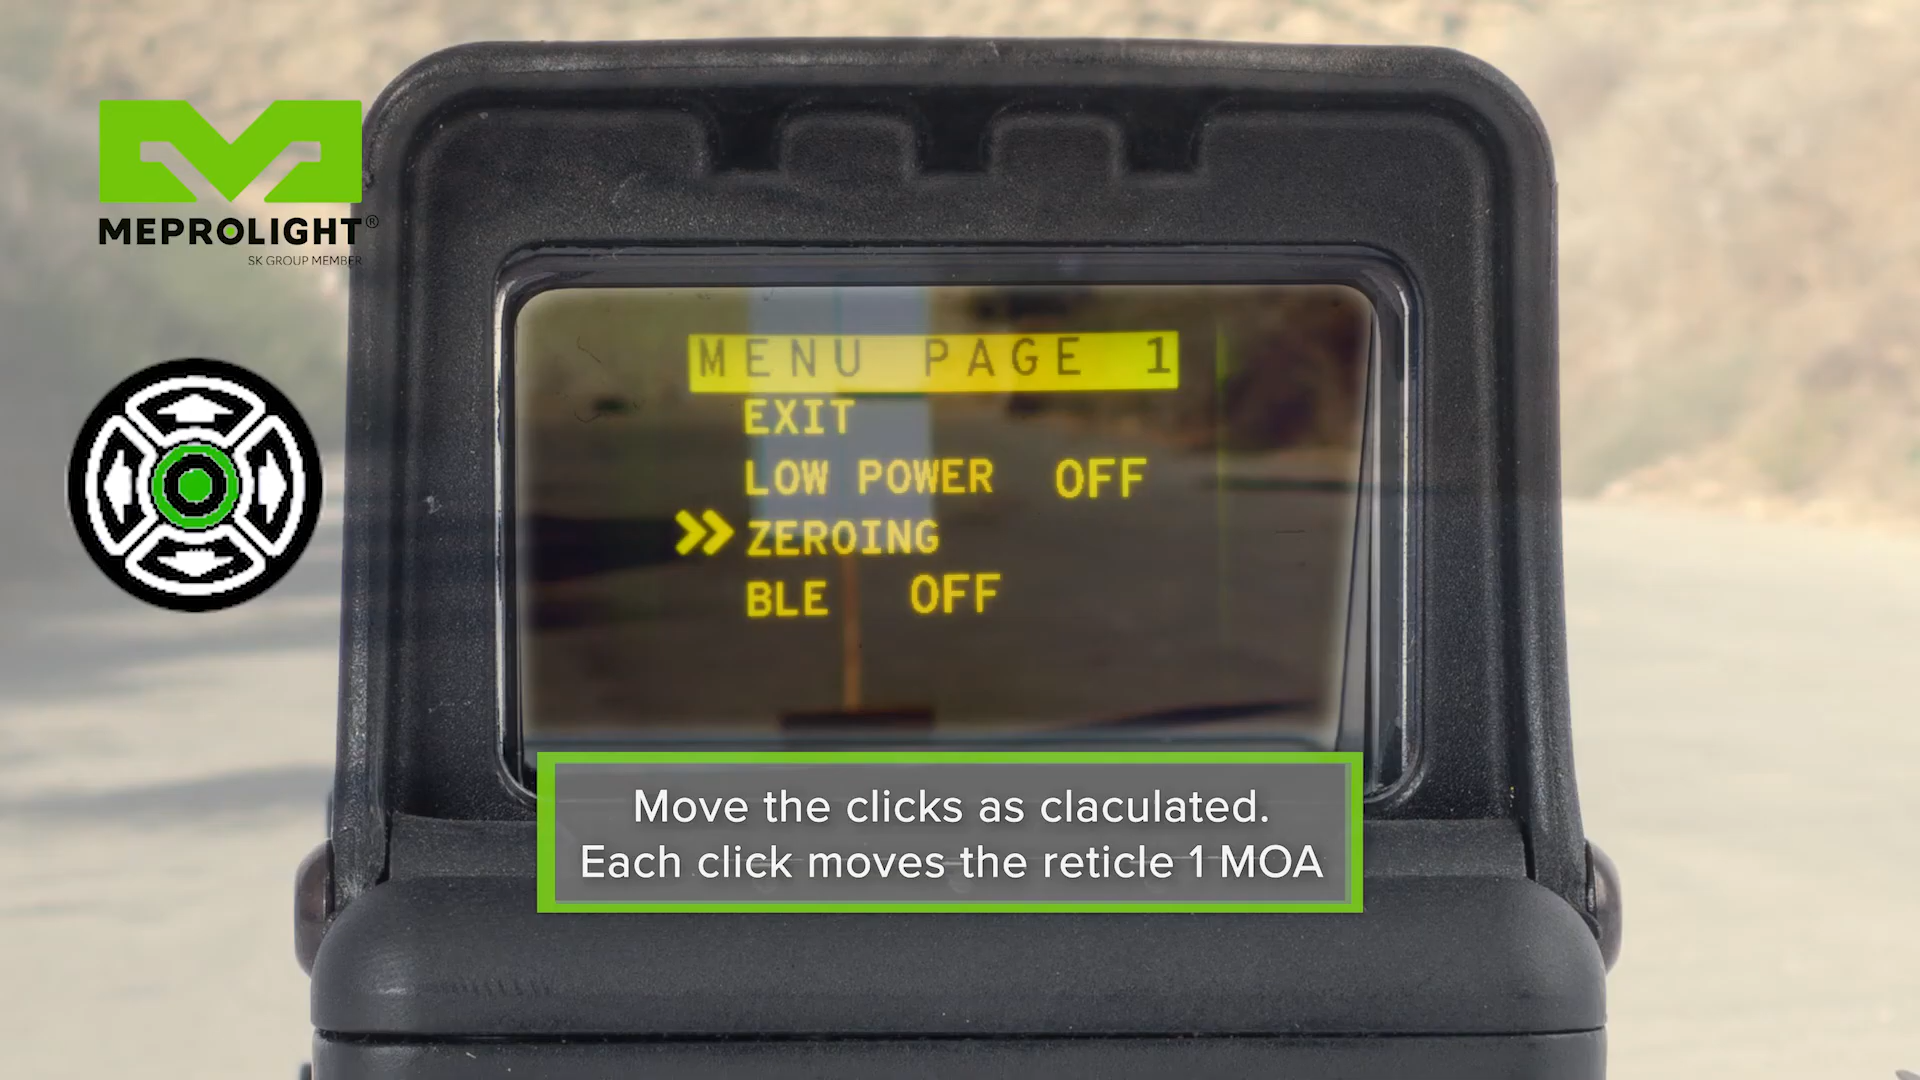 MEPROLIGHT®
SK GROUP MEMBER
MENU PAGE 1
EXIT
LOW POWER OFF
>> ZEROING
BLE OFF
Move the clicks as claculated.
Each click moves the reticle 1 MOA